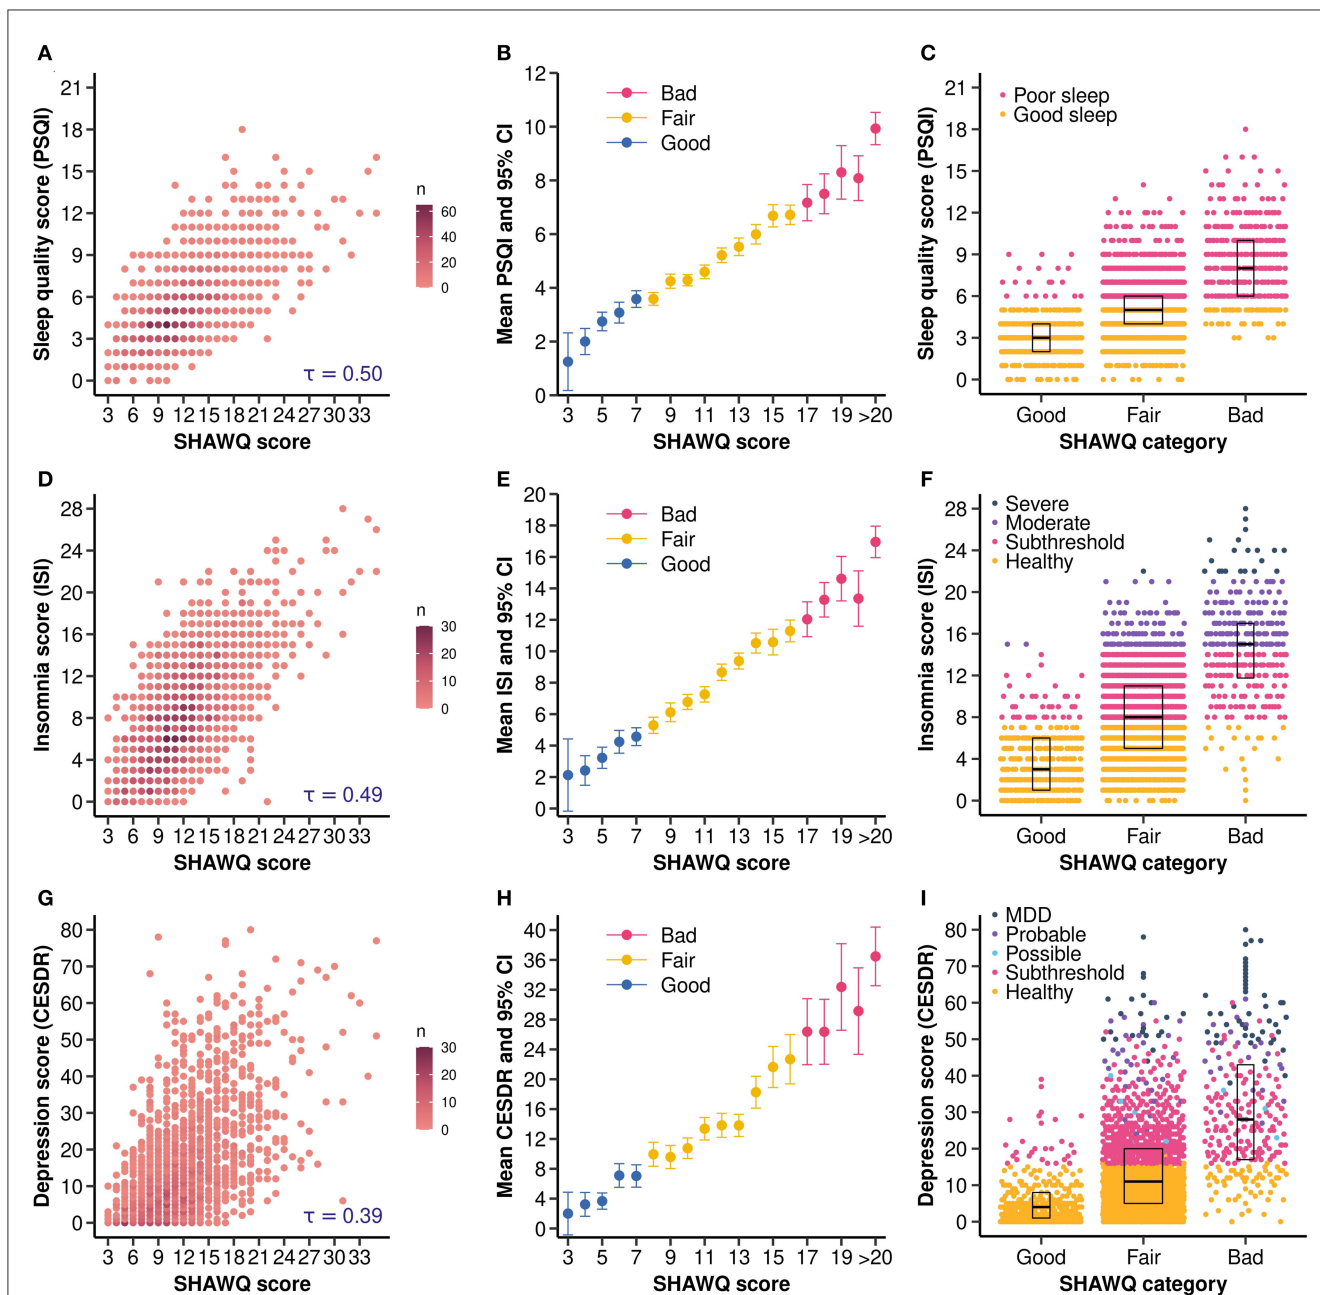 A
Sleep quality score (PSQI)
21
18
15
12
9
6
3
0
n
60
40
20
0
τ = 0.50
3 6 9 12 15 18 21 24 27 30 33
SHAWQ score
B
Mean PSQI and 95% CI
12
10
8
6
4
2
0
Bad
Fair
Good
3 5 7 9 11 13 15 17 19 >20
SHAWQ score
C
Sleep quality score (PSQI)
21
18
15
12
9
6
3
0
Poor sleep
Good sleep
Good Fair Bad
SHAWQ category
D
Insomnia score (ISI)
28
24
20
16
12
8
4
0
n
30
20
10
0
τ = 0.49
3 6 9 12 15 18 21 24 27 30 33
SHAWQ score
E
Mean ISI and 95% CI
20
18
16
14
12
10
8
6
4
2
0
Bad
Fair
Good
3 5 7 9 11 13 15 17 19 >20
SHAWQ score
F
Insomnia score (ISI)
28
24
20
16
12
8
4
0
Severe
Moderate
Subthreshold
Healthy
Good Fair Bad
SHAWQ category
G
Depression score (CESDR)
80
70
60
50
40
30
20
10
0
n
30
20
10
0
τ = 0.39
3 6 9 12 15 18 21 24 27 30 33
SHAWQ score
H
Mean CESDR and 95% CI
40
36
32
28
24
20
16
12
8
4
0
Bad
Fair
Good
3 5 7 9 11 13 15 17 19 >20
SHAWQ score
I
Depression score (CESDR)
80
70
60
50
40
30
20
10
0
MDD
Probable
Possible
Subthreshold
Healthy
Good Fair Bad
SHAWQ category